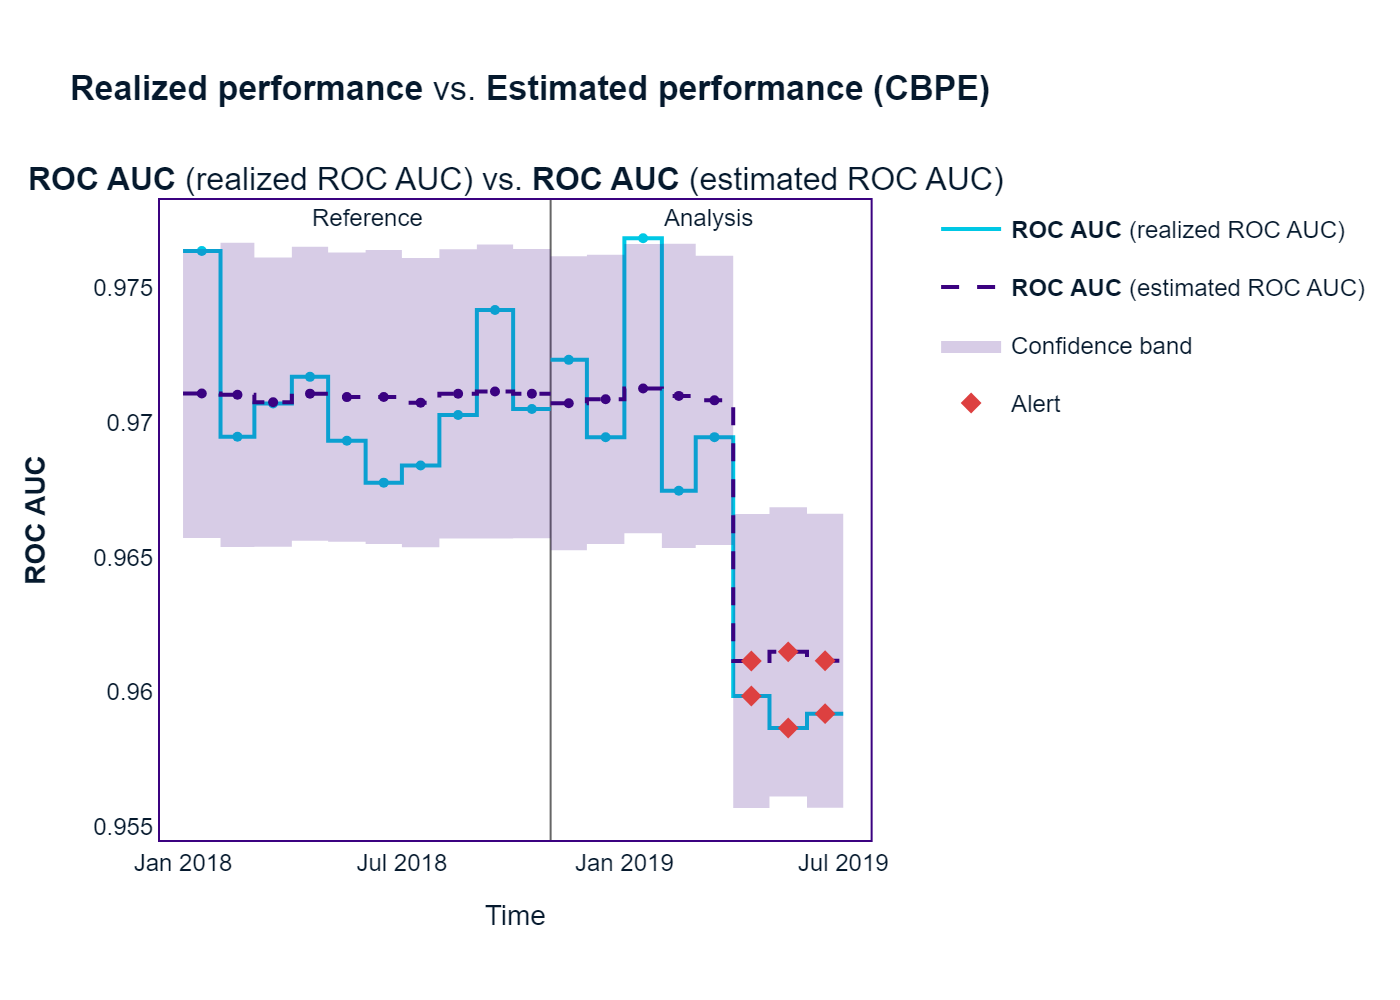 Realized performance vs. Estimated performance (CBPE)
ROC AUC (realized ROC AUC) vs. ROC AUC (estimated ROC AUC)
Reference
Analysis
ROC AUC (realized ROC AUC)
ROC AUC (estimated ROC AUC)
Confidence band
Alert
ROC AUC
0.975
0.97
0.965
0.96
0.955
Jan 2018
Jul 2018
Jan 2019
Jul 2019
Time